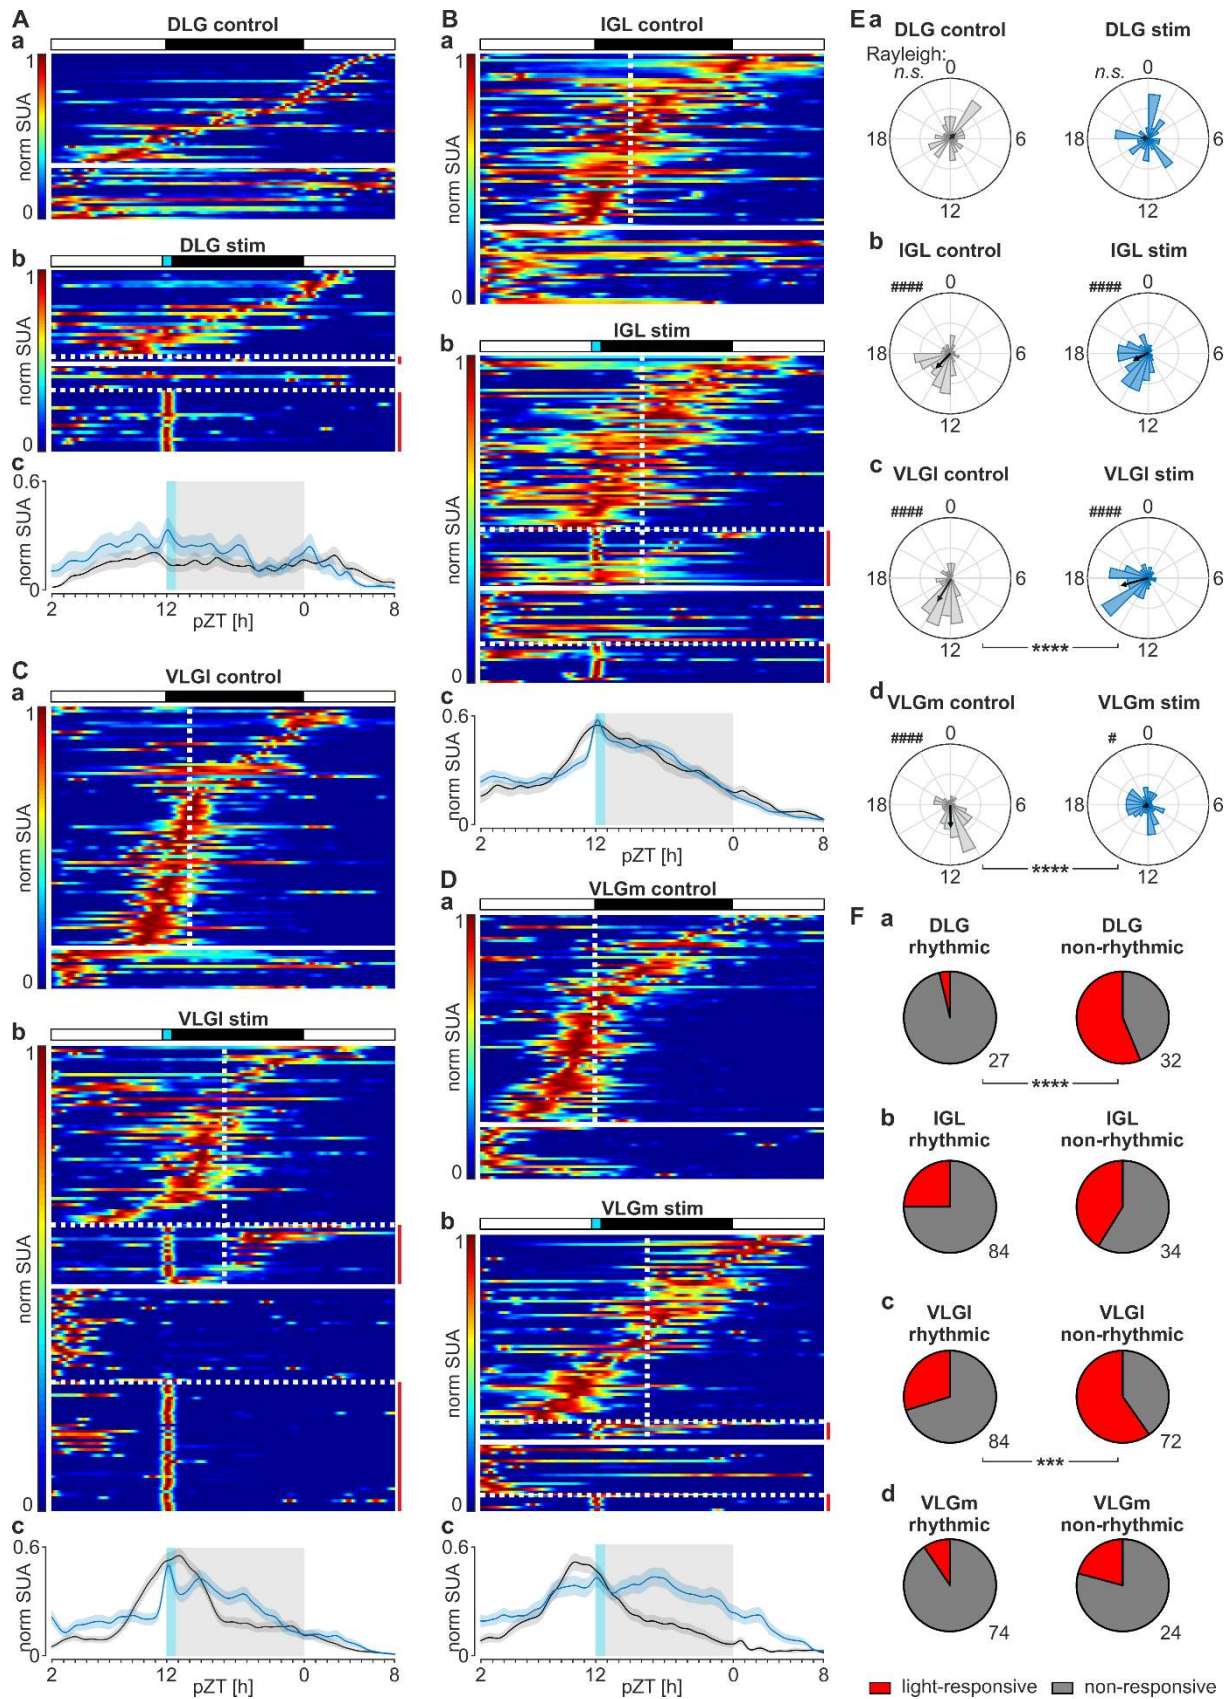 A
a
DLG control
1
norm SUA
0
b
DLG stim
1
norm SUA
0
c
0.6
norm SUA
0
2
12
0
8
pZT [h]
B
a
IGL control
1
norm SUA
0
b
IGL stim
1
norm SUA
0
c
0.6
norm SUA
0
2
12
0
8
pZT [h]
C
a
VLGl control
1
norm SUA
0
b
VLGl stim
1
norm SUA
0
c
0.6
norm SUA
0
2
12
0
8
pZT [h]
D
a
VLGm control
1
norm SUA
0
b
VLGm stim
1
norm SUA
0
c
0.6
norm SUA
0
2
12
0
8
pZT [h]
E
a
DLG control
DLG stim
Rayleigh:
n.s.
0
n.s.
0
18
6
18
6
12
12
b
IGL control
IGL stim
####
0
####
0
18
6
18
6
12
12
c
VLGl control
VLGl stim
####
0
####
0
18
6
18
6
12
****
12
d
VLGm control
VLGm stim
####
0
#
0
18
6
18
6
12
****
12
F
a
DLG
rhythmic
DLG
non-rhythmic
27
32
****
b
IGL
rhythmic
IGL
non-rhythmic
84
34
c
VLGl
rhythmic
VLGl
non-rhythmic
84
72
***
d
VLGm
rhythmic
VLGm
non-rhythmic
74
24
light-responsive
non-responsive